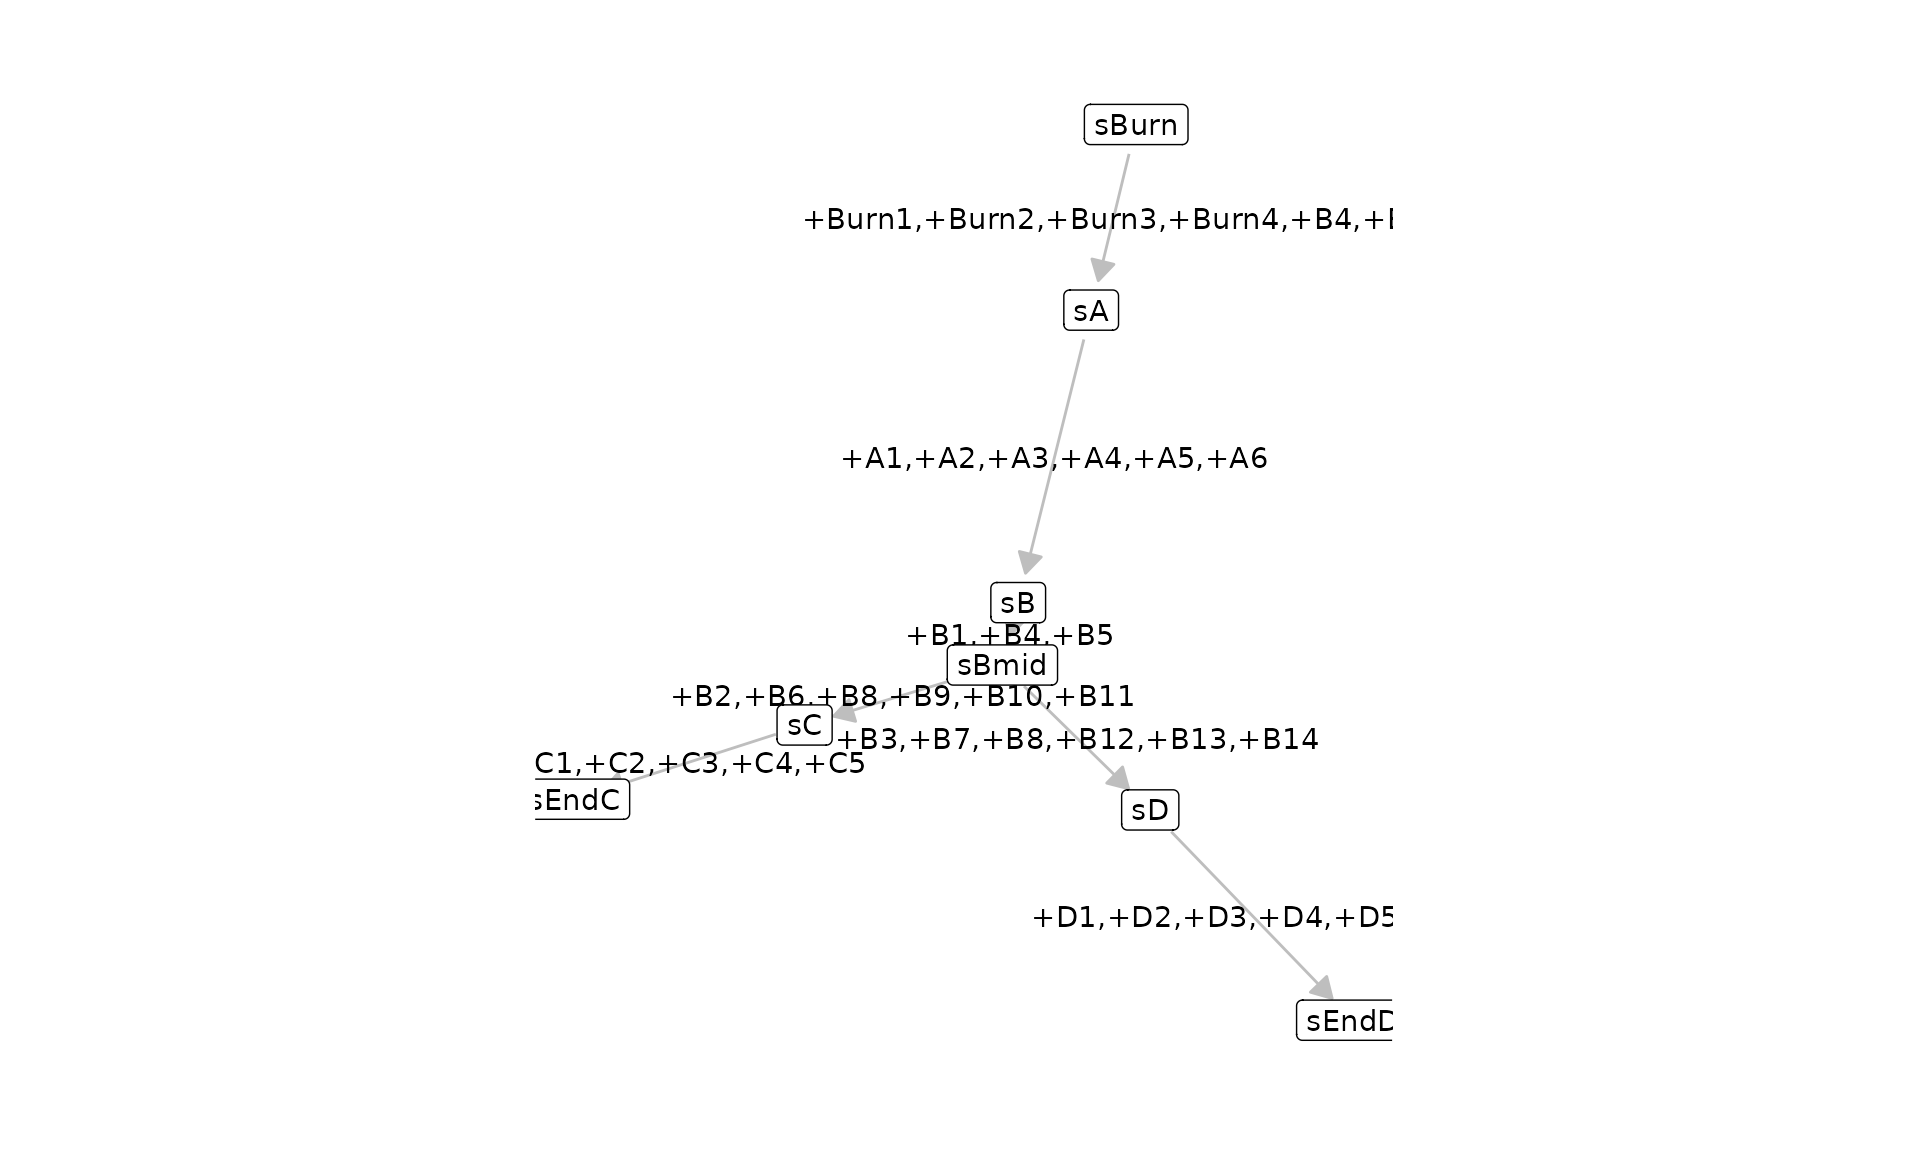 sBurn
+Burn1,+Burn2,+Burn3,+Burn4,+B4,+
sA
+A1,+A2,+A3,+A4,+A5,+A6
sB
+B1,+B4,+B5
sBmid
+B2,+B6,+B8,+B9,+B10,+B11
sC
+B3,+B7,+B8,+B12,+B13,+B14
C1,+C2,+C3,+C4,+C5
sEndC
sD
+D1,+D2,+D3,+D4,+D5
sEndD